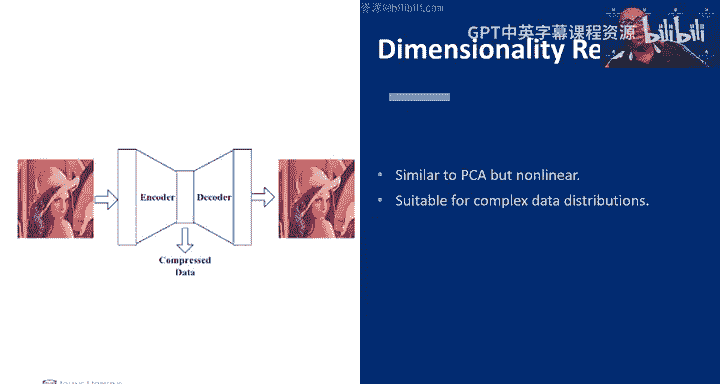 资源@bilibili.com
GPT中英字幕课程资源
bilibili
Dimensionality Re
Encoder
Decoder
Compressed
Data
• Similar to PCA but nonlinear.
• Suitable for complex data distributions.